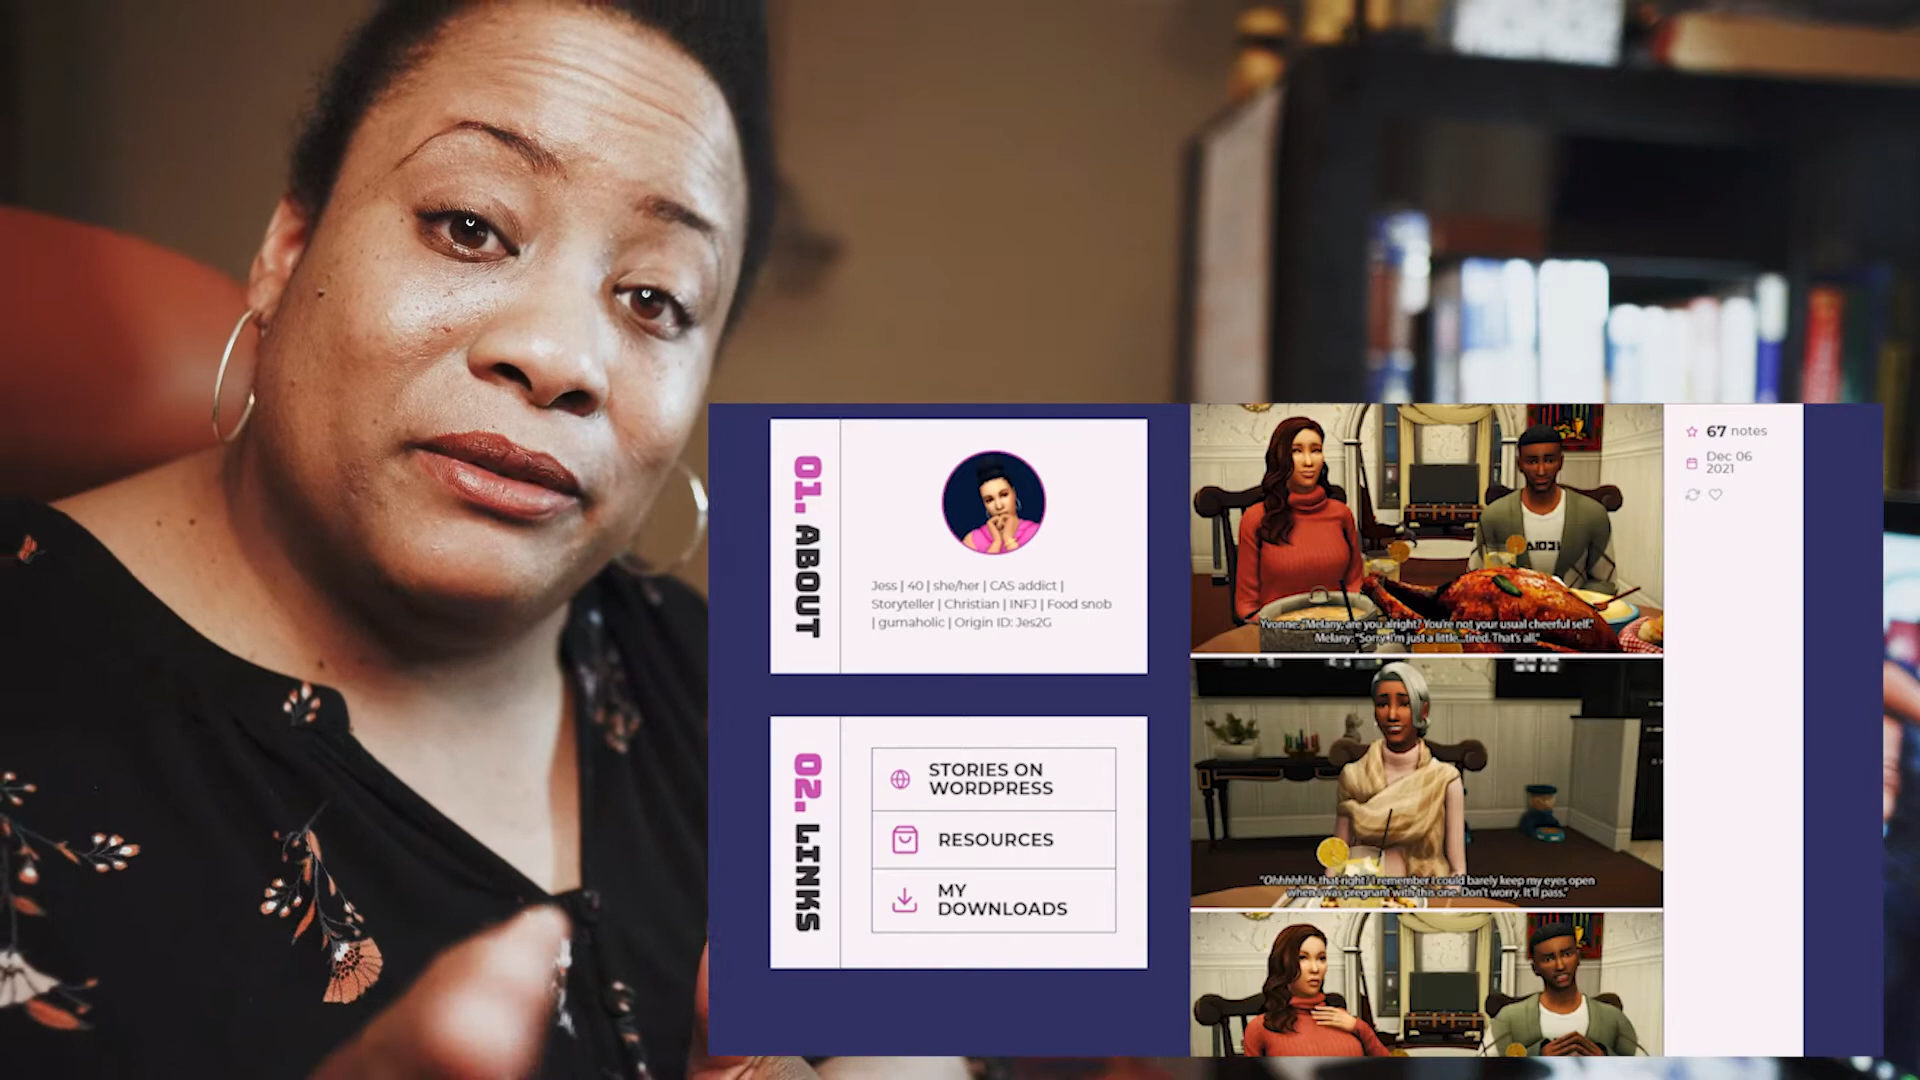 01. ABOUT
Jess | 40 | she/her | CAS addict |
Storyteller | Christian | INFJ | Food snob
| gumaholic | Origin ID: Jes2G
02. LINKS
STORIES ON
WORDPRESS
RESOURCES
MY
DOWNLOADS
Yvonne: "Melany, are you alright? You're not your usual cheerful self."
Melany: "Sorry. I'm just a little...tired. That's all."
"Ohhhhh! Is that right? I remember I could barely keep my eyes open
when I was pregnant with this one. Don't worry. It'll pass."
67 notes
Dec 06
2021